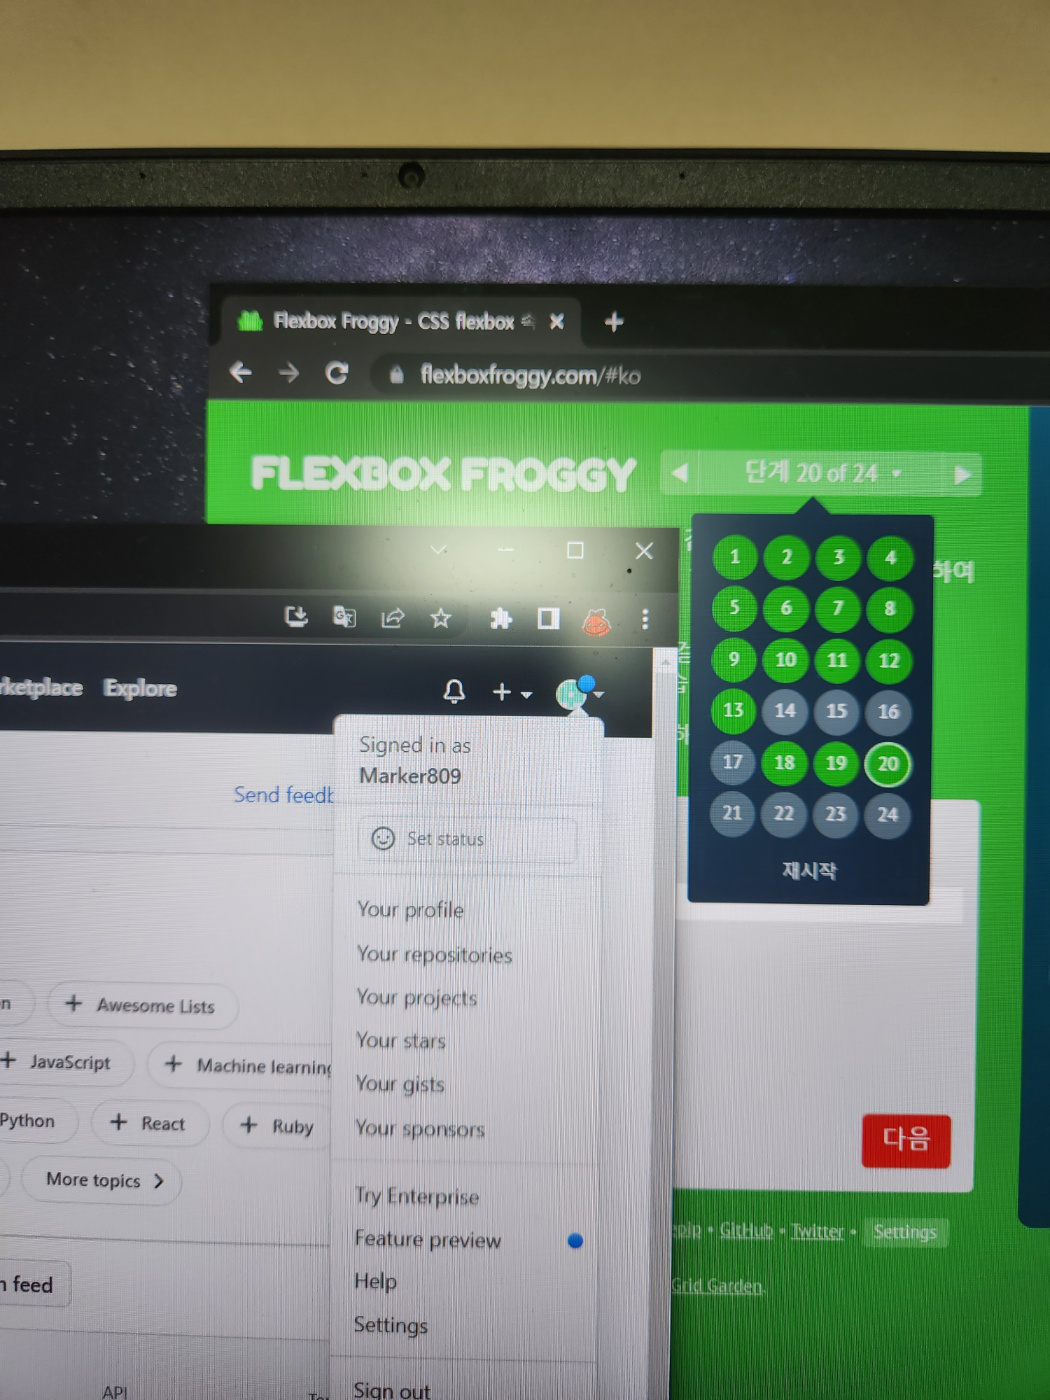 Flexbox Froggy - CSS flexbox
flexboxfroggy.com/#ko
FLEXBOX FROGGY
단계 20 of 24
하여
1 2 3 4
5 6 7 8
9 10 11 12
13 14 15 16
17 18 19 20
21 22 23 24
재시작
다음
• GitHub • Twitter • Settings
Grid Garden.
rketplace Explore
Signed in as
Marker809
Send feedb
Set status
Your profile
Your repositories
Your projects
Your stars
Your gists
Your sponsors
Try Enterprise
Feature preview
Help
Settings
Sign out
n
Awesome Lists
JavaScript
Machine learning
Python
React
Ruby
More topics
feed
API